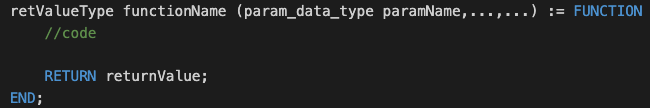 retValueType functionName (param_data_type paramName,...,...) := FUNCTION
//code
RETURN returnValue;
END;